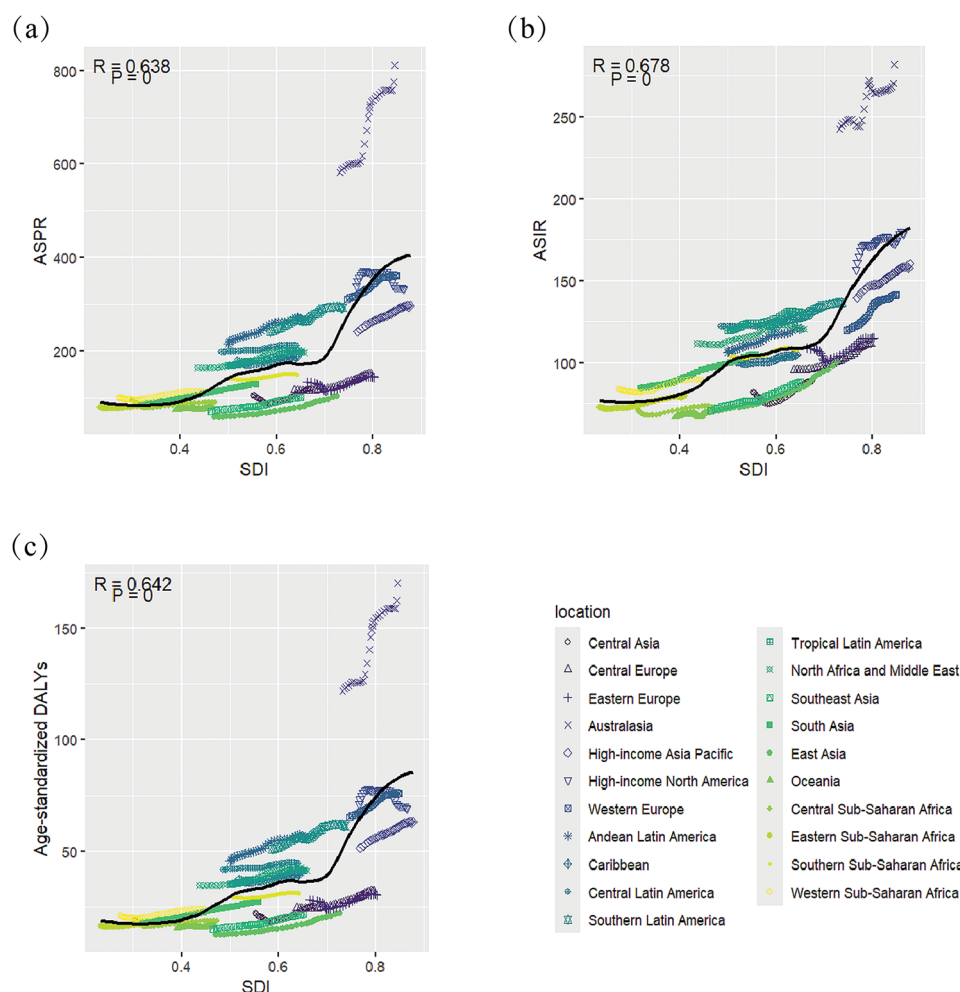 (a)
R = 0.638
P = 0
800
600
400
200
ASPR
0.4 0.6 0.8
SDI
(b)
R = 0.678
P = 0
250
200
150
100
ASIR
0.4 0.6 0.8
SDI
(c)
R = 0.642
P = 0
150
100
50
Age-standardized DALYs
0.4 0.6 0.8
SDI
location
Central Asia
Central Europe
Eastern Europe
Australasia
High-income Asia Pacific
High-income North America
Western Europe
Andean Latin America
Caribbean
Central Latin America
Southern Latin America
Tropical Latin America
North Africa and Middle East
Southeast Asia
South Asia
East Asia
Oceania
Central Sub-Saharan Africa
Eastern Sub-Saharan Africa
Southern Sub-Saharan Africa
Western Sub-Saharan Africa